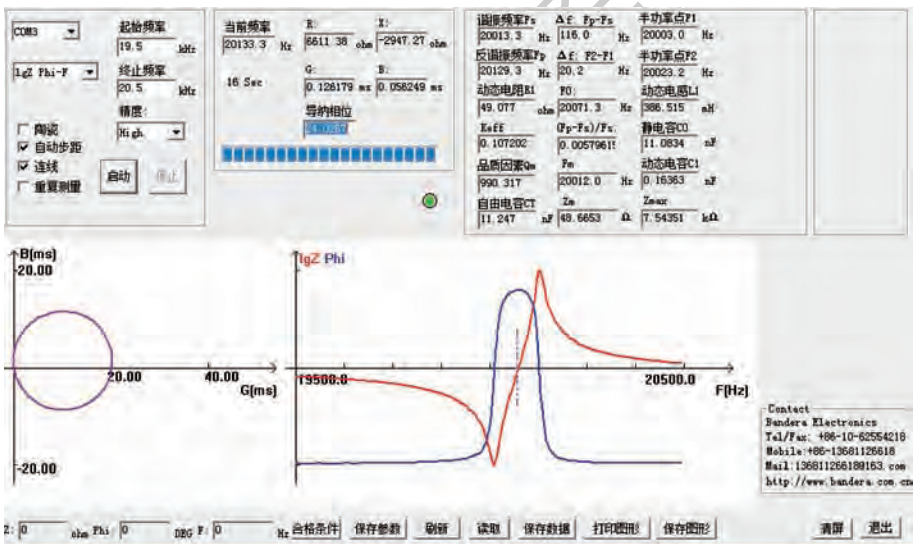 COM3
起始频率
19.5 kHz
lgZ Phi-F
终止频率
20.5 kHz
精度:
High
陶瓷
自动步距
连线
重复测量
启动
停止
当前频率
20133.3 Hz
R:
6611.38 ohm
X:
-2947.27 ohm
16 Sec
G:
0.126179 ms
B:
0.056249 ms
导纳相位
谐振频率Fs
20013.3 Hz
Δf: Fp-Fs
116.0 Hz
半功率点F1
20003.0 Hz
反谐振频率Fp
20129.3 Hz
Δf: F2-F1
20.2 Hz
半功率点F2
20023.2 Hz
动态电阻R1
49.077 ohm
F0:
20071.3 Hz
动态电感L1
386.515 mH
Keff
0.107202
(Fp-Fs)/Fs.
0.0057961
静电容C0
11.0834 nF
品质因素Qm
990.317
Fm
20012.0 Hz
动态电容C1
0.16363 nF
自由电容CT
11.247 nF
Zm
48.6653 Ω
Zmax
7.54351 kΩ
B(ms)
20.00
20.00
40.00
G(ms)
-20.00
lgZ Phi
19500.0
20500.0
F(Hz)
Contact
Bandera Electronics
Tel/Fax: +86-10-62554218
Mobile:+86-13681126618
Mail:13681126618@163.com
http://www.bandera.com.cn
Z: 0 ohm Phi 0 DEG F: 0 Hz
合格条件
保存参数
刷新
读取
保存数据
打印图形
保存图形
清屏
退出